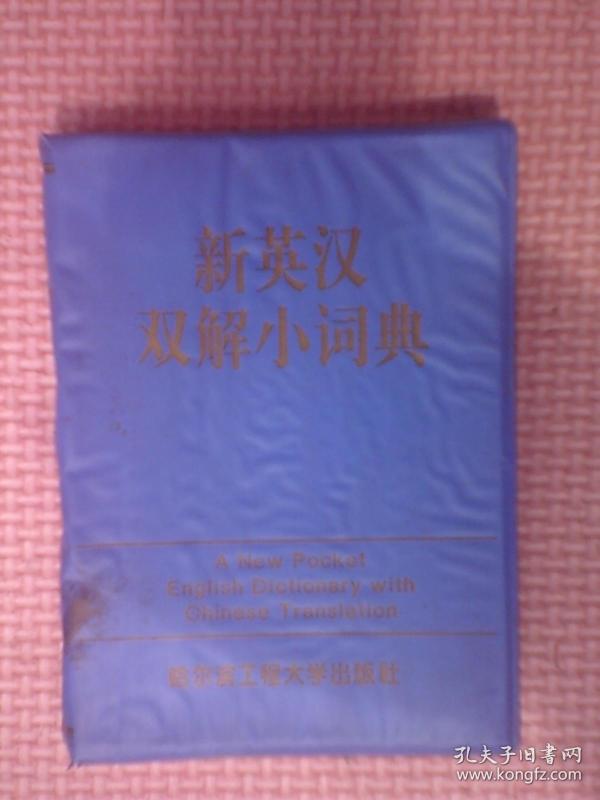 新英汉
双解小词典
A New Pocket
English Dictionary with
Chinese Translation
哈尔滨工程大学出版社
孔夫子旧书网
www.kongfz.com